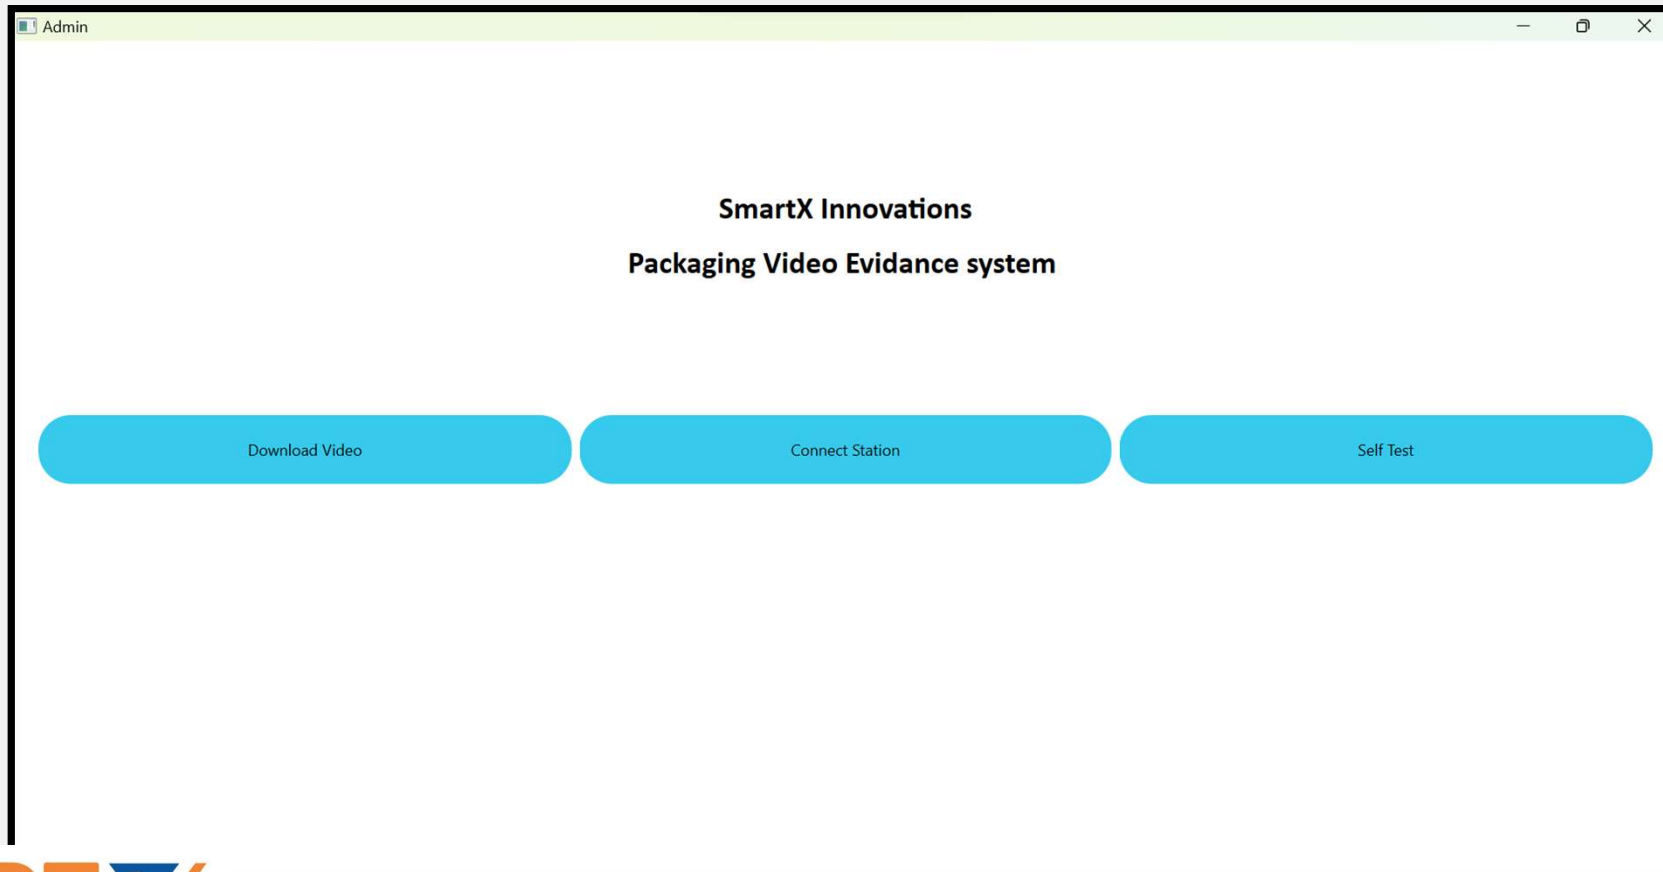 Admin
SmartX Innovations
Packaging Video Evidance system
Download Video
Connect Station
Self Test